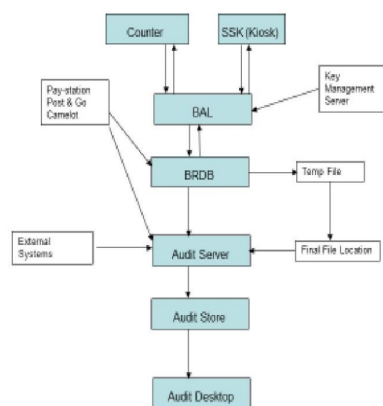 Counter
SSK (Kiosk)
Pay-station
Post & Go
Camelot
Key
Management
Server
BAL
BRDB
Temp File
External
Systems
Audit Server
Final File Location
Audit Store
Audit Desktop